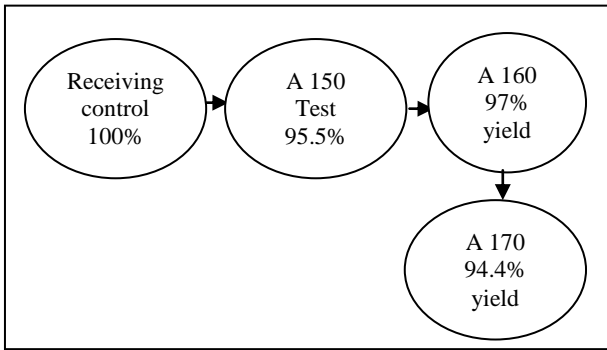 Receiving
control
100%
A 150
Test
95.5%
A 160
97%
yield
A 170
94.4%
yield